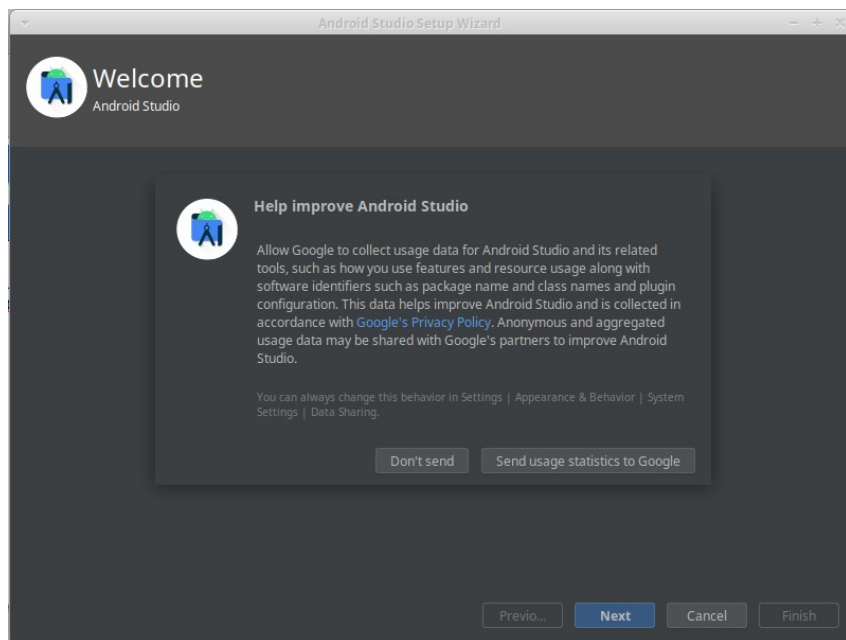 Android Studio Setup Wizard
Welcome
Android Studio
Help improve Android Studio
Allow Google to collect usage data for Android Studio and its related
tools, such as how you use features and resource usage along with
software identifiers such as package name and class names and plugin
configuration. This data helps improve Android Studio and is collected in
accordance with Google's Privacy Policy. Anonymous and aggregated
usage data may be shared with Google's partners to improve Android
Studio.
You can always change this behavior in Settings | Appearance & Behavior | System
Settings | Data Sharing.
Don't send
Send usage statistics to Google
Previo...
Next
Cancel
Finish